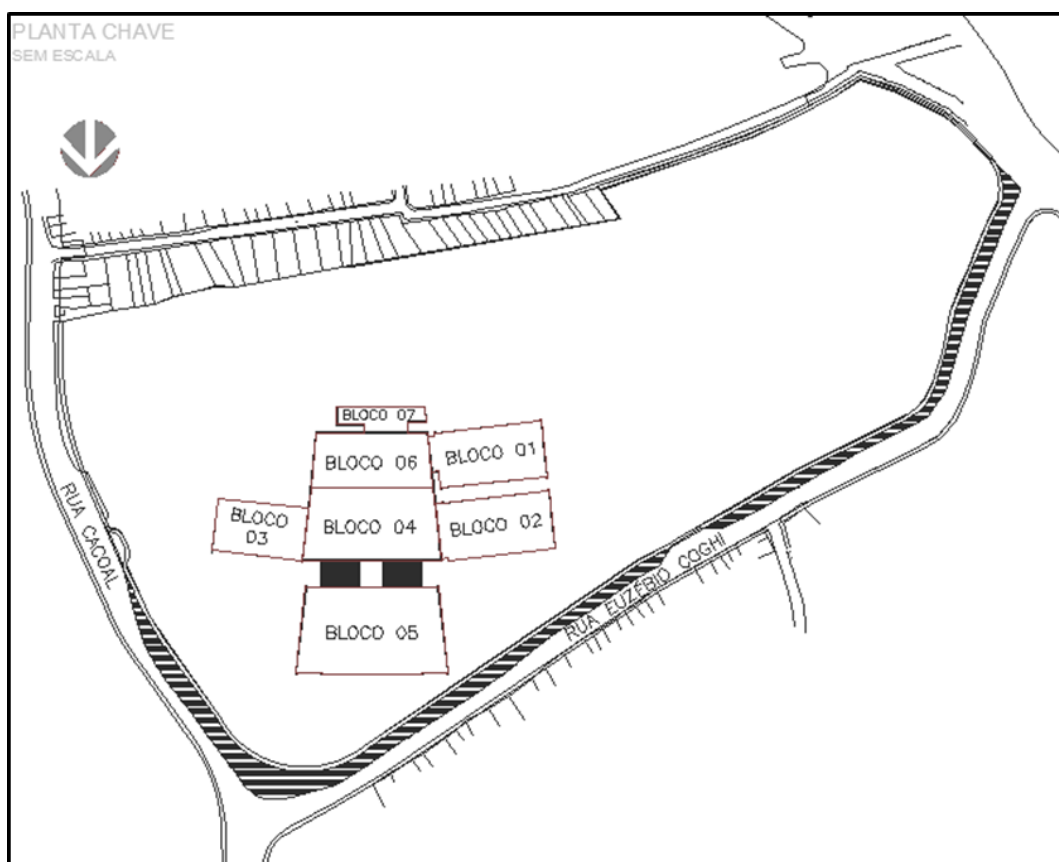 PLANTA CHAVE
SEM ESCALA
BLOCO 07
BLOCO 06
BLOCO 01
BLOCO
03
BLOCO 04
BLOCO 02
BLOCO 05
RUA CACOAL
RUA EUZÉBIO COGHI